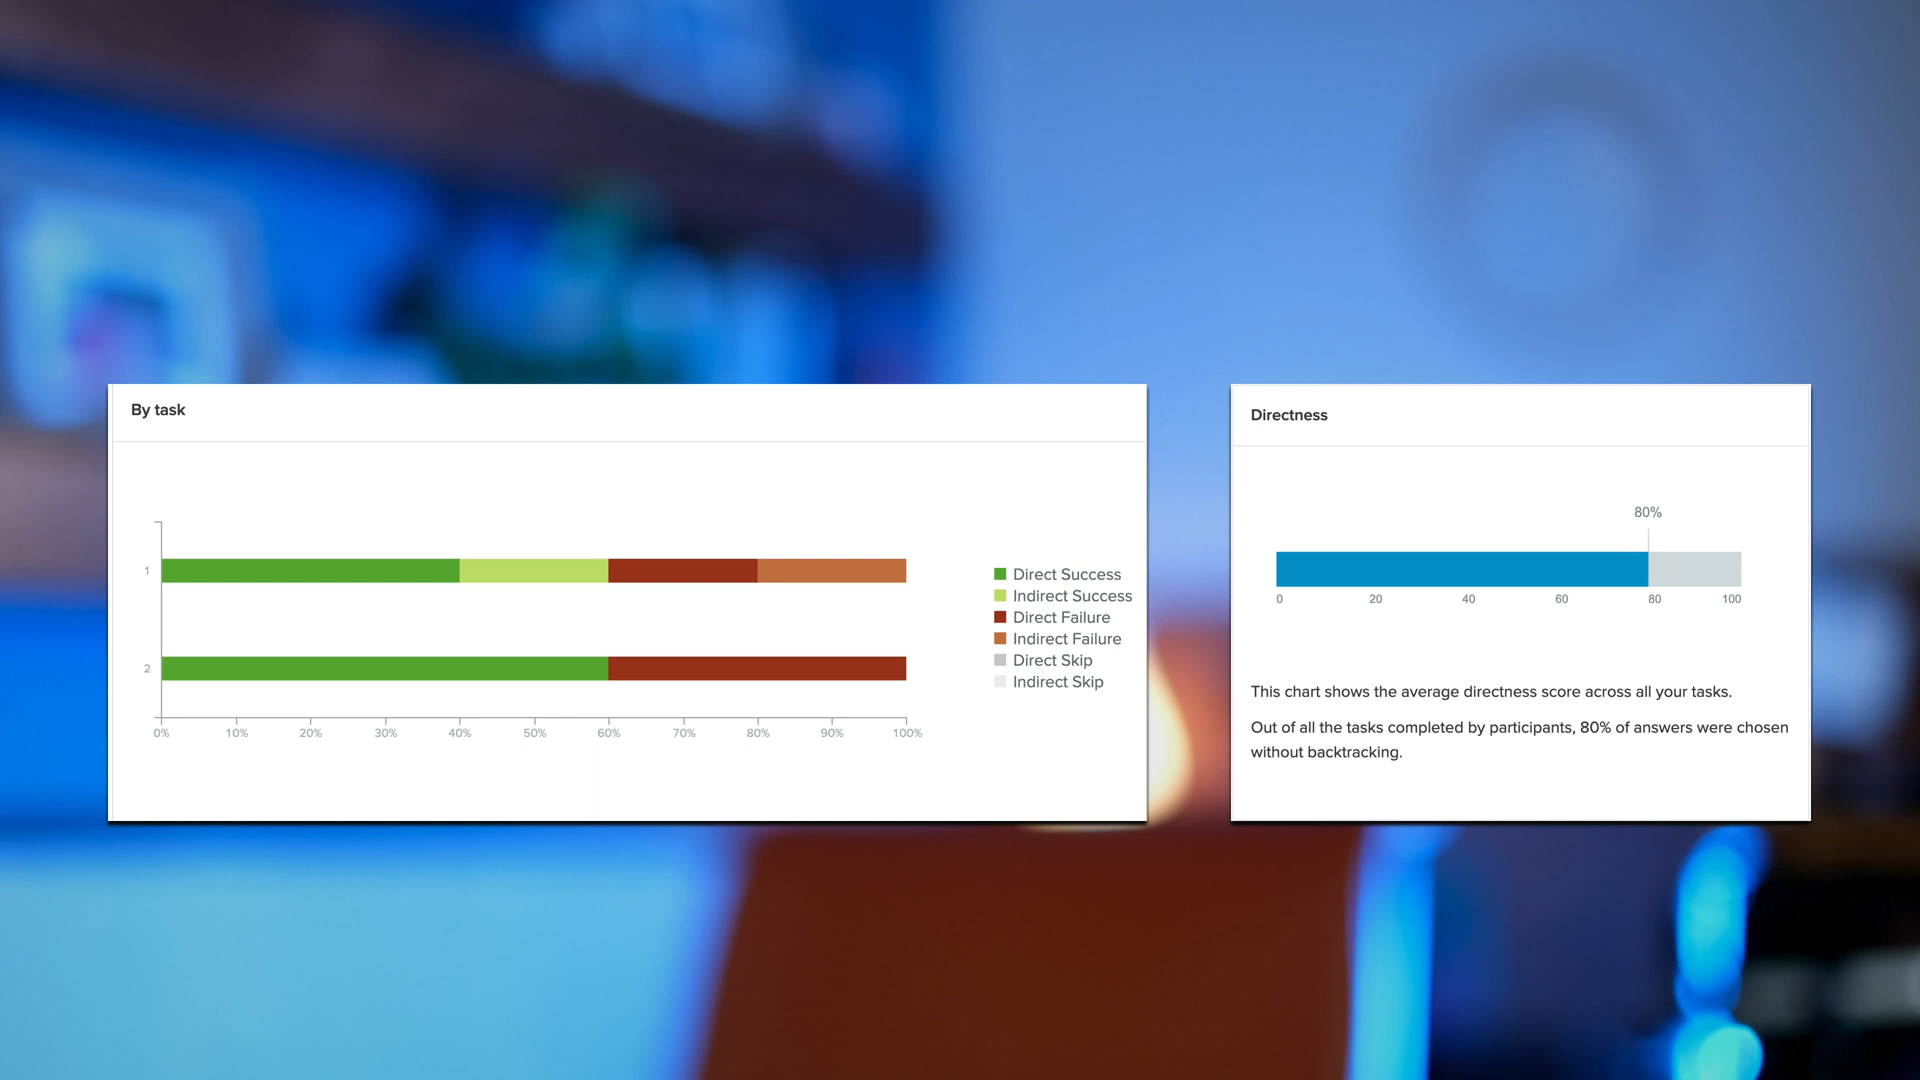 By task
1
2
0% 10% 20% 30% 40% 50% 60% 70% 80% 90% 100%
Direct Success
Indirect Success
Direct Failure
Indirect Failure
Direct Skip
Indirect Skip
Directness
80%
0 20 40 60 80 100
This chart shows the average directness score across all your tasks.
Out of all the tasks completed by participants, 80% of answers were chosen
without backtracking.